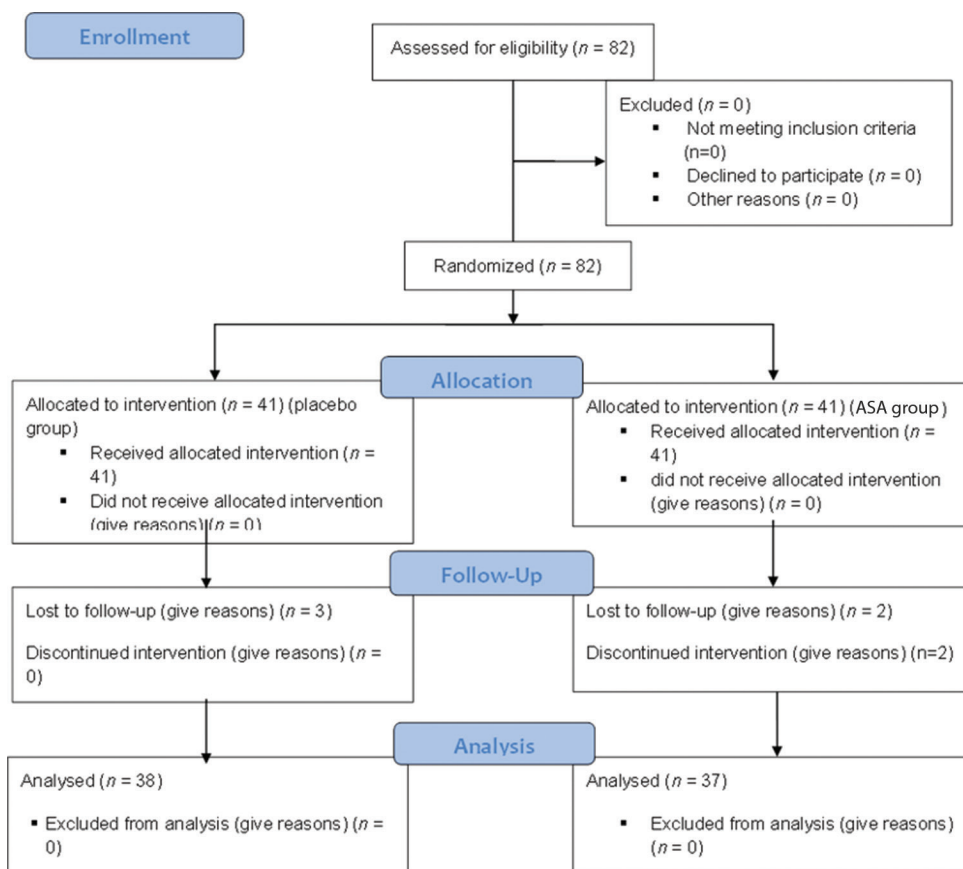 Enrollment
Assessed for eligibility (n = 82)
Excluded (n = 0)
▪ Not meeting inclusion criteria
(n=0)
▪ Declined to participate (n = 0)
▪ Other reasons (n = 0)
Randomized (n = 82)
Allocation
Allocated to intervention (n = 41) (placebo
group)
▪ Received allocated intervention (n =
41)
▪ Did not receive allocated intervention
(give reasons) (n = 0)
Allocated to intervention (n = 41) (ASA group)
▪ Received allocated intervention (n =
41)
▪ did not receive allocated intervention
(give reasons) (n = 0)
Follow-Up
Lost to follow-up (give reasons) (n = 3)
Discontinued intervention (give reasons) (n =
0)
Lost to follow-up (give reasons) (n = 2)
Discontinued intervention (give reasons) (n=2)
Analysis
Analysed (n = 38)
▪ Excluded from analysis (give reasons) (n =
0)
Analysed (n = 37)
▪ Excluded from analysis (give reasons)
(n = 0)